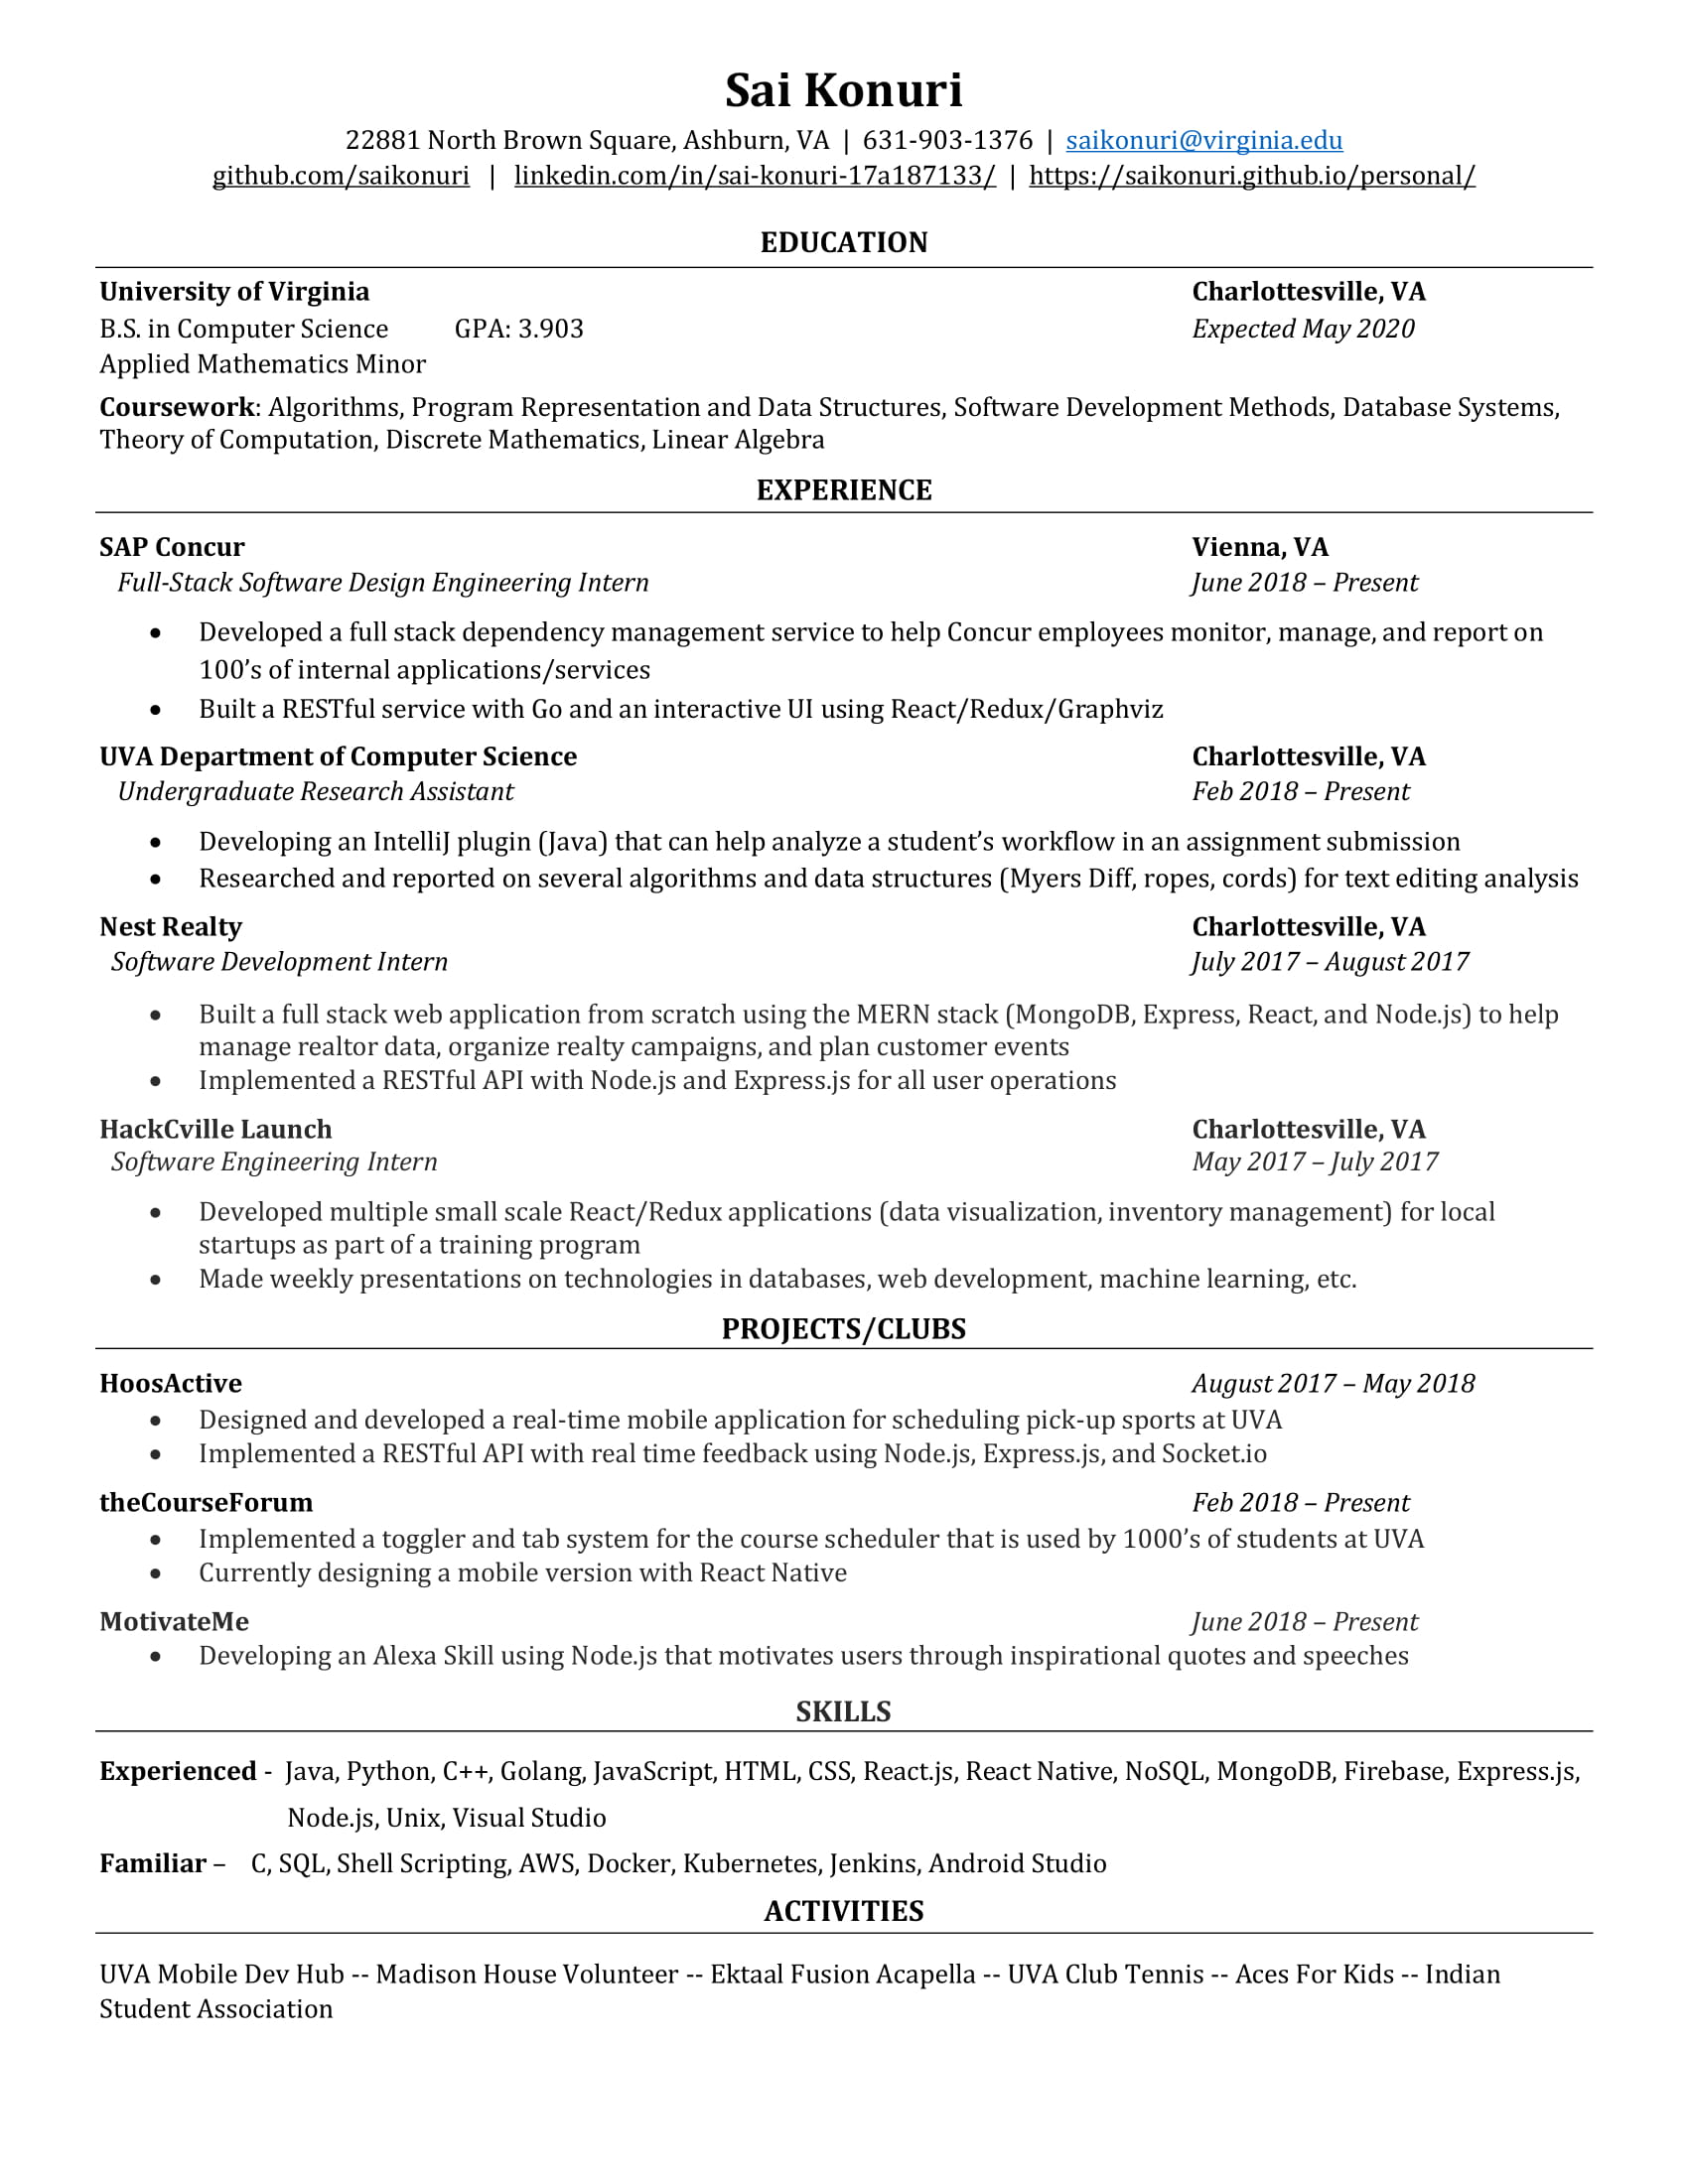 Sai Konuri
22881 North Brown Square, Ashburn, VA | 631-903-1376 | saikonuri@virginia.edu
github.com/saikonuri | linkedin.com/in/sai-konuri-17a187133/ | https://saikonuri.github.io/personal/
EDUCATION
University of Virginia Charlottesville, VA
B.S. in Computer Science GPA: 3.903 Expected May 2020
Applied Mathematics Minor
Coursework: Algorithms, Program Representation and Data Structures, Software Development Methods, Database Systems,
Theory of Computation, Discrete Mathematics, Linear Algebra
EXPERIENCE
SAP Concur Vienna, VA
Full-Stack Software Design Engineering Intern June 2018 – Present
• Developed a full stack dependency management service to help Concur employees monitor, manage, and report on
100’s of internal applications/services
• Built a RESTful service with Go and an interactive UI using React/Redux/Graphviz
UVA Department of Computer Science Charlottesville, VA
Undergraduate Research Assistant Feb 2018 – Present
• Developing an IntelliJ plugin (Java) that can help analyze a student’s workflow in an assignment submission
• Researched and reported on several algorithms and data structures (Myers Diff, ropes, cords) for text editing analysis
Nest Realty Charlottesville, VA
Software Development Intern July 2017 – August 2017
• Built a full stack web application from scratch using the MERN stack (MongoDB, Express, React, and Node.js) to help
manage realtor data, organize realty campaigns, and plan customer events
• Implemented a RESTful API with Node.js and Express.js for all user operations
HackCville Launch Charlottesville, VA
Software Engineering Intern May 2017 – July 2017
• Developed multiple small scale React/Redux applications (data visualization, inventory management) for local
startups as part of a training program
• Made weekly presentations on technologies in databases, web development, machine learning, etc.
PROJECTS/CLUBS
HoosActive August 2017 – May 2018
• Designed and developed a real-time mobile application for scheduling pick-up sports at UVA
• Implemented a RESTful API with real time feedback using Node.js, Express.js, and Socket.io
theCourseForum Feb 2018 – Present
• Implemented a toggler and tab system for the course scheduler that is used by 1000’s of students at UVA
• Currently designing a mobile version with React Native
MotivateMe June 2018 – Present
• Developing an Alexa Skill using Node.js that motivates users through inspirational quotes and speeches
SKILLS
Experienced - Java, Python, C++, Golang, JavaScript, HTML, CSS, React.js, React Native, NoSQL, MongoDB, Firebase, Express.js,
Node.js, Unix, Visual Studio
Familiar – C, SQL, Shell Scripting, AWS, Docker, Kubernetes, Jenkins, Android Studio
ACTIVITIES
UVA Mobile Dev Hub -- Madison House Volunteer -- Ektaal Fusion Acapella -- UVA Club Tennis -- Aces For Kids -- Indian
Student Association